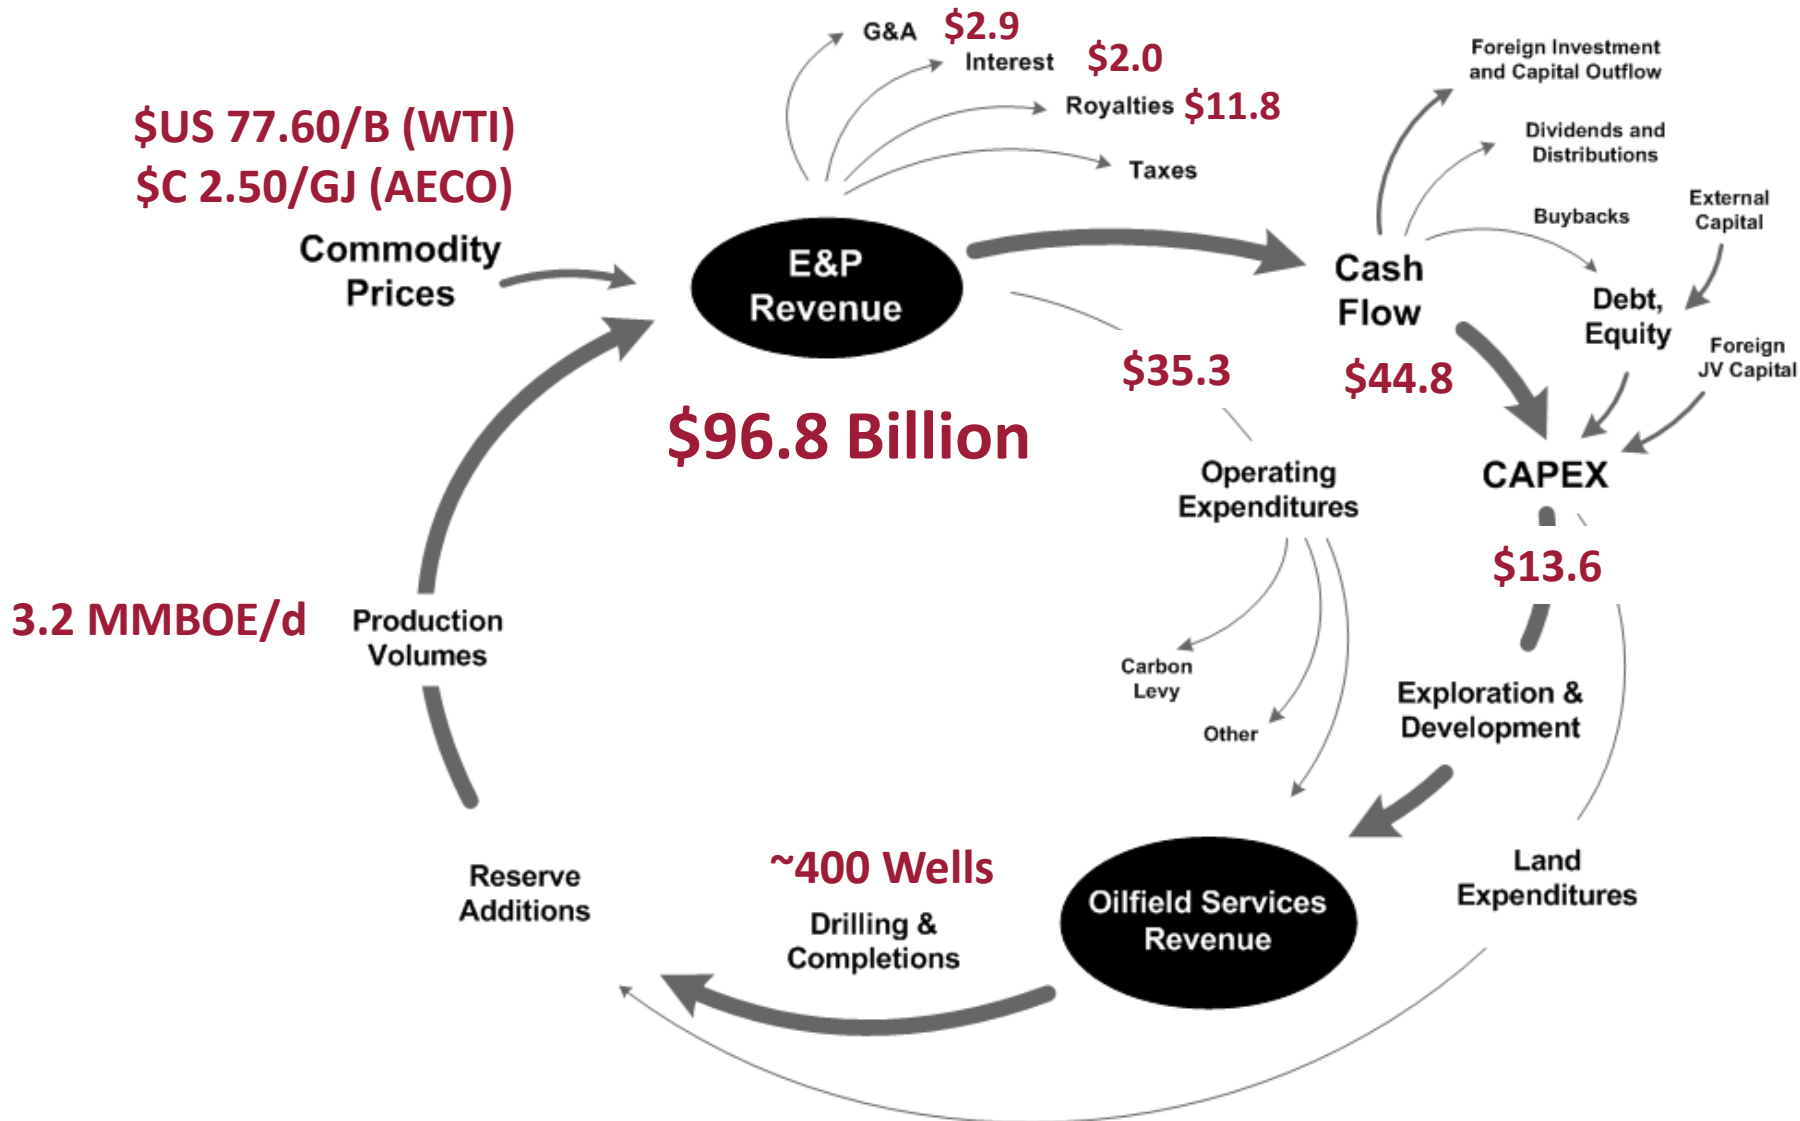 G&A $2.9
Interest $2.0
Royalties $11.8
Taxes
Foreign Investment
and Capital Outflow
Dividends and
Distributions
Buybacks
External
Capital
$US 77.60/B (WTI)
$C 2.50/GJ (AECO)
Commodity
Prices
E&P
Revenue
$96.8 Billion
Cash
Flow
$44.8
Debt,
Equity
Foreign
JV Capital
$35.3
Operating
Expenditures
CAPEX
$13.6
3.2 MMBOE/d
Production
Volumes
Carbon
Levy
Other
Exploration &
Development
Land
Expenditures
Oilfield Services
Revenue
~400 Wells
Drilling &
Completions
Reserve
Additions